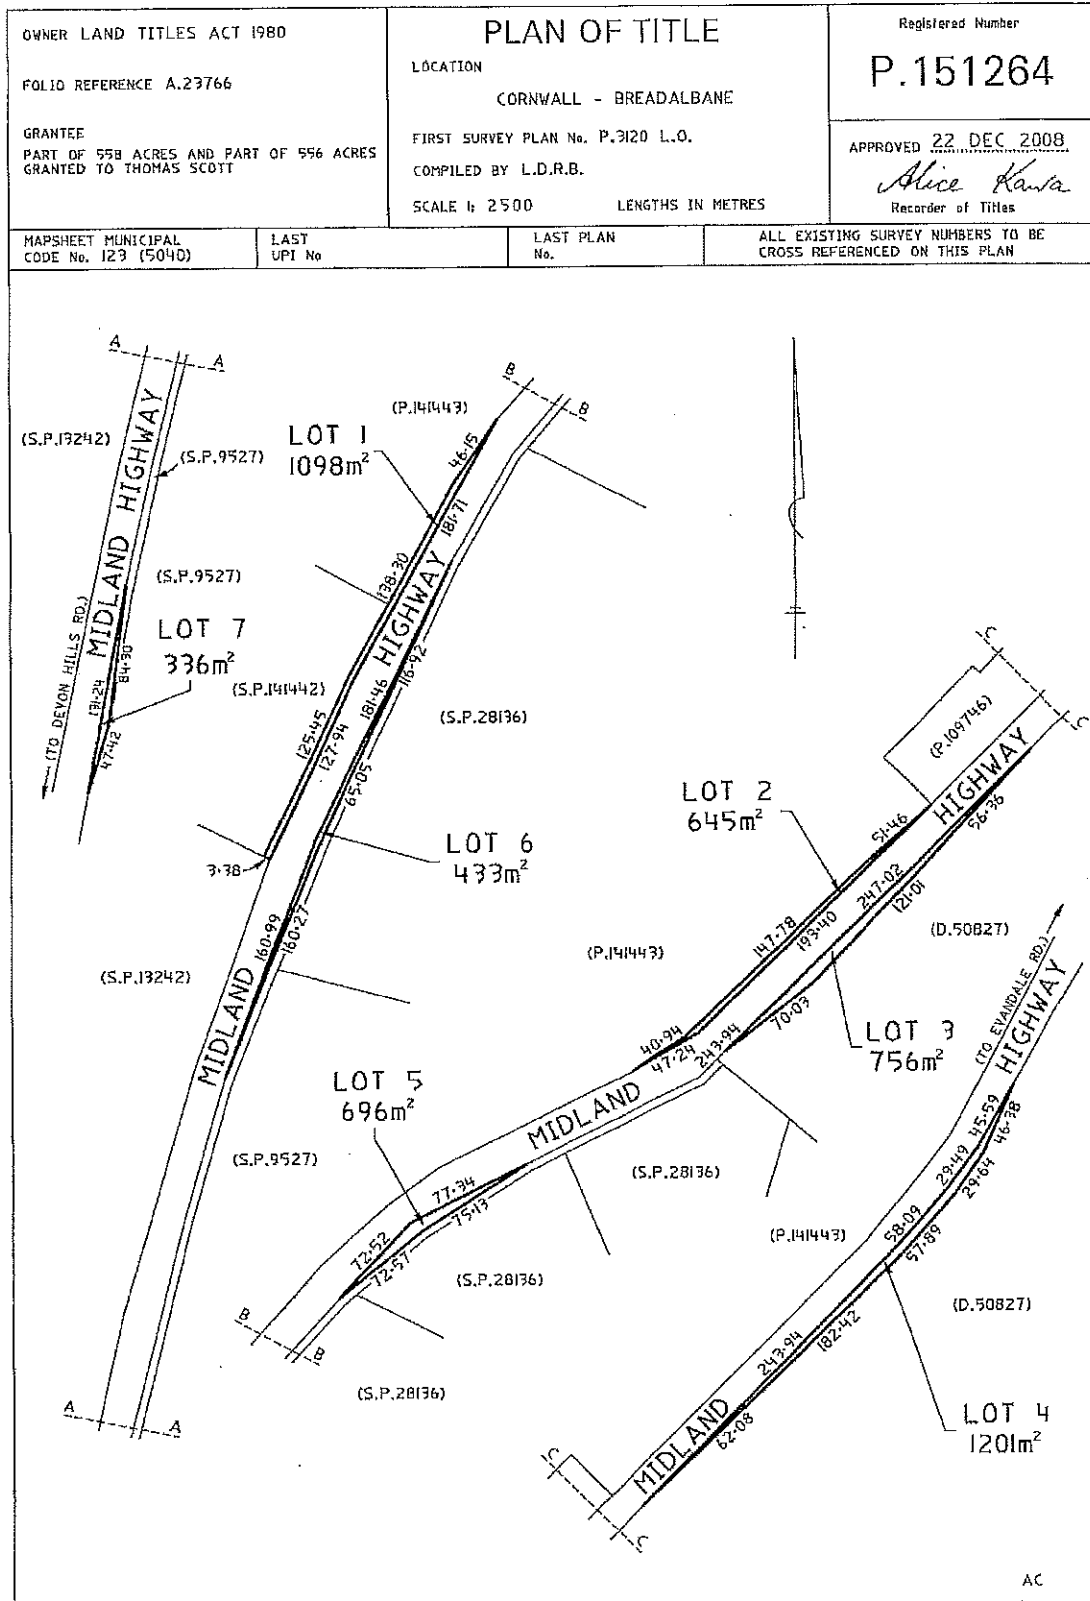 OWNER LAND TITLES ACT 1980
FOLIO REFERENCE A.23766
GRANTEE
PART OF 558 ACRES AND PART OF 556 ACRES
GRANTED TO THOMAS SCOTT
PLAN OF TITLE
LOCATION
CORNWALL - BREADALBANE
FIRST SURVEY PLAN No. P.3120 L.O.
COMPILED BY L.D.R.B.
SCALE 1: 2500 LENGTHS IN METRES
Registered Number
P.151264
APPROVED 22 DEC 2008
Alice Kawa
Recorder of Titles
MAPSHEET MUNICIPAL
CODE No. 123 (5040)
LAST
UPI No
LAST PLAN
No.
ALL EXISTING SURVEY NUMBERS TO BE
CROSS REFERENCED ON THIS PLAN
A
A
(S.P.13242)
(S.P.9527)
MIDLAND HIGHWAY
(S.P.9527)
LOT 7
336m²
(TO DEVON HILLS RD.)
131·24
84·30
47·42
B
B
(P.141443)
LOT 1
1098m²
46·15
181·71
138·30
HIGHWAY
116·92
181·46
(S.P.141442)
(S.P.28136)
125·45
127·94
65·05
LOT 6
433m²
3·38
160·99
160·27
(S.P.13242)
MIDLAND
(S.P.9527)
A
A
C
C
(P.109746)
HIGHWAY
LOT 2
645m²
51·46
56·36
247·02
121·01
147·78
193·40
(D.50827)
(P.141443)
70·03
LOT 3
756m²
40·94
47·24
243·94
MIDLAND
LOT 5
696m²
77·34
75·13
72·52
72·57
(S.P.28136)
(S.P.28136)
B
B
(S.P.28136)
(TO EVANDALE RD.)
HIGHWAY
45·59
46·38
29·49
29·64
58·09
57·89
(P.141443)
(D.50827)
243·94
182·42
LOT 4
1201m²
MIDLAND
62·08
C
C
AC